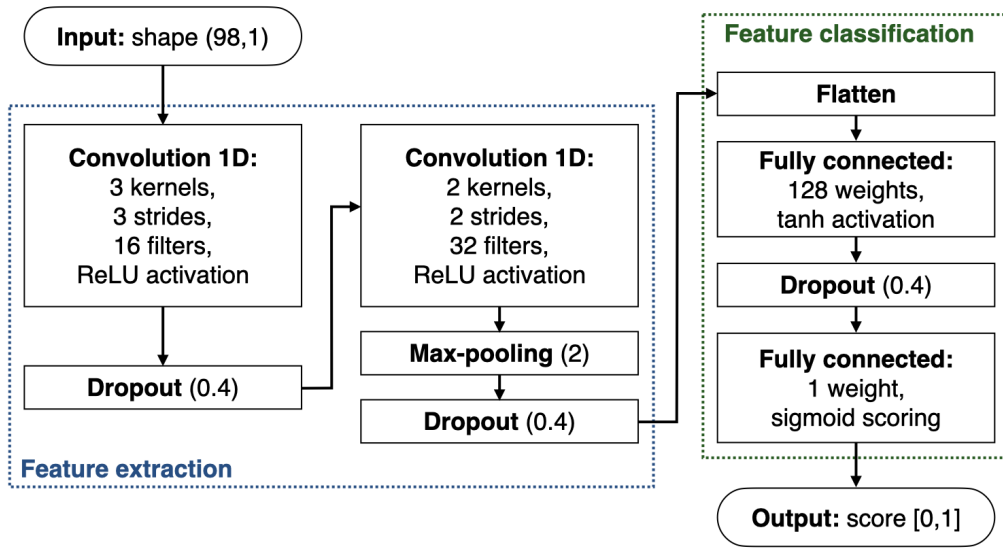 Input: shape (98,1)
Convolution 1D:
3 kernels,
3 strides,
16 filters,
ReLU activation
Dropout (0.4)
Convolution 1D:
2 kernels,
2 strides,
32 filters,
ReLU activation
Max-pooling (2)
Dropout (0.4)
Feature extraction
Feature classification
Flatten
Fully connected:
128 weights,
tanh activation
Dropout (0.4)
Fully connected:
1 weight,
sigmoid scoring
Output: score [0,1]